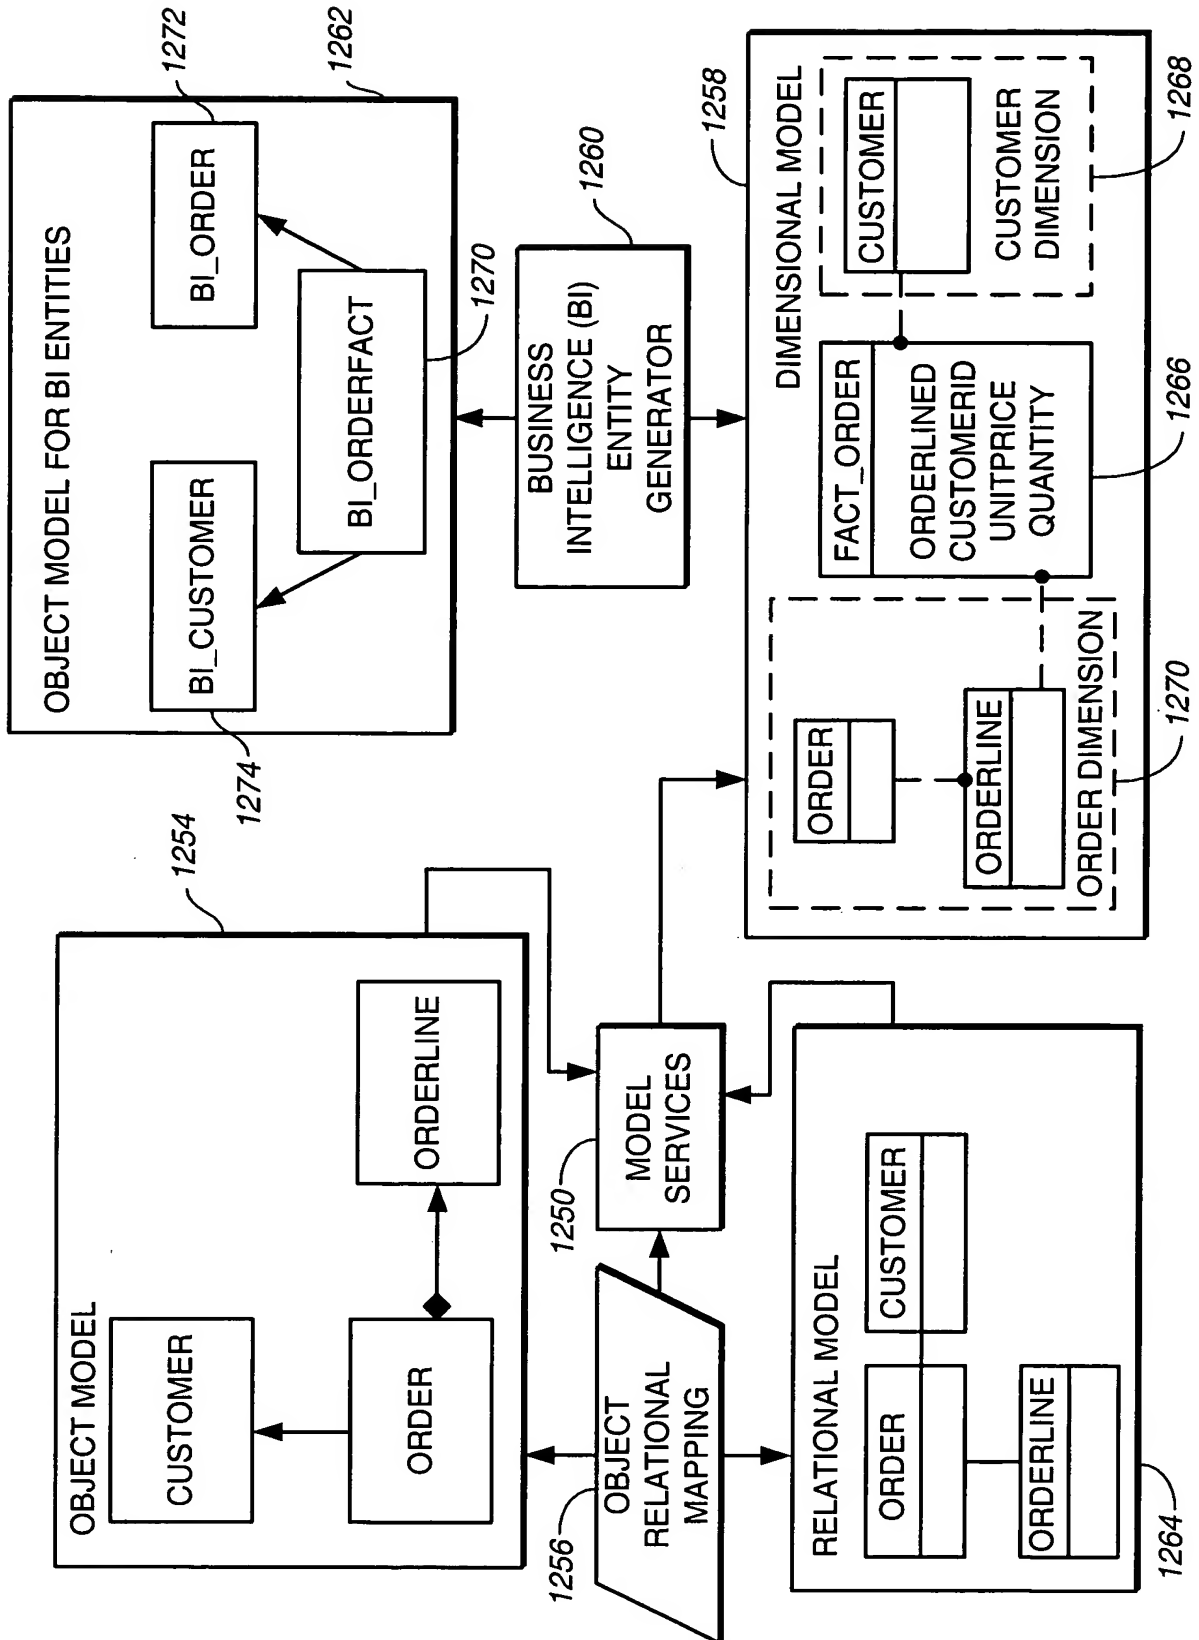 OBJECT MODEL
CUSTOMER
ORDER
ORDERLINE
1254
1256
OBJECT
RELATIONAL
MAPPING
1250
MODEL
SERVICES
RELATIONAL MODEL
ORDER
CUSTOMER
ORDERLINE
1264
OBJECT MODEL FOR BI ENTITIES
BI_CUSTOMER
BI_ORDER
BI_ORDERFACT
1274
1270
1272
1262
BUSINESS
INTELLIGENCE (BI)
ENTITY
GENERATOR
1260
1258
DIMENSIONAL MODEL
ORDER
ORDERLINE
ORDER DIMENSION
1270
FACT_ORDER
ORDERLINED
CUSTOMERID
UNITPRICE
QUANTITY
1266
CUSTOMER
CUSTOMER
DIMENSION
1268